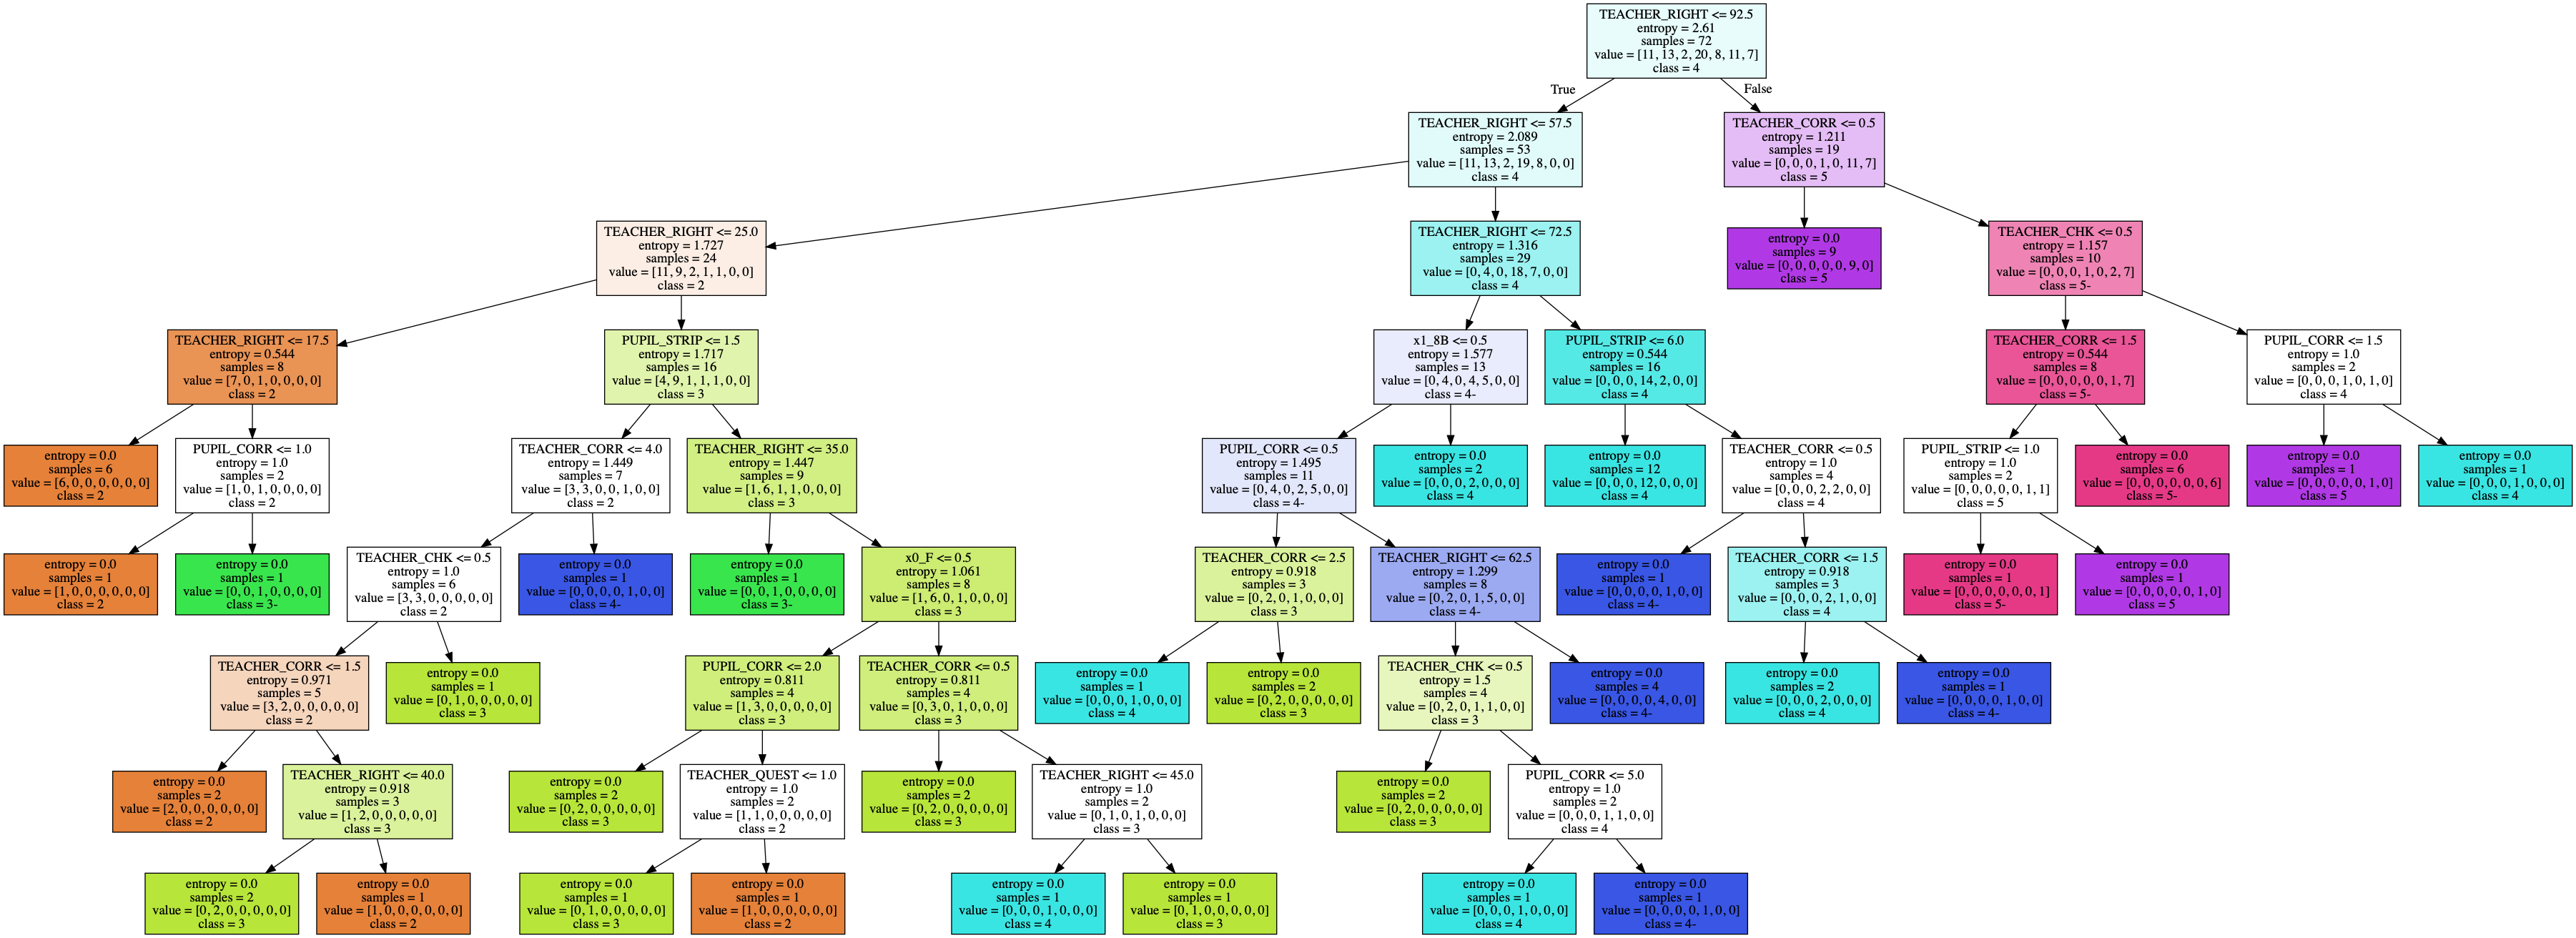 TEACHER_RIGHT <= 92.5
entropy = 2.61
samples = 72
value = [11, 13, 2, 20, 8, 11, 7]
class = 4
True
False
TEACHER_RIGHT <= 57.5
entropy = 2.089
samples = 53
value = [11, 13, 2, 19, 8, 0, 0]
class = 4
TEACHER_CORR <= 0.5
entropy = 1.211
samples = 19
value = [0, 0, 0, 1, 0, 11, 7]
class = 5
TEACHER_RIGHT <= 25.0
entropy = 1.727
samples = 24
value = [11, 9, 2, 1, 1, 0, 0]
class = 2
TEACHER_RIGHT <= 72.5
entropy = 1.316
samples = 29
value = [0, 4, 0, 18, 7, 0, 0]
class = 4
entropy = 0.0
samples = 9
value = [0, 0, 0, 0, 0, 9, 0]
class = 5
TEACHER_CHK <= 0.5
entropy = 1.157
samples = 10
value = [0, 0, 0, 1, 0, 2, 7]
class = 5-
TEACHER_RIGHT <= 17.5
entropy = 0.544
samples = 8
value = [7, 0, 1, 0, 0, 0, 0]
class = 2
PUPIL_STRIP <= 1.5
entropy = 1.717
samples = 16
value = [4, 9, 1, 1, 1, 0, 0]
class = 3
x1_8B <= 0.5
entropy = 1.577
samples = 13
value = [0, 4, 0, 4, 5, 0, 0]
class = 4-
PUPIL_STRIP <= 6.0
entropy = 0.544
samples = 16
value = [0, 0, 0, 14, 2, 0, 0]
class = 4
TEACHER_CORR <= 1.5
entropy = 0.544
samples = 8
value = [0, 0, 0, 0, 0, 1, 7]
class = 5-
PUPIL_CORR <= 1.5
entropy = 1.0
samples = 2
value = [0, 0, 0, 1, 0, 1, 0]
class = 4
entropy = 0.0
samples = 6
value = [6, 0, 0, 0, 0, 0, 0]
class = 2
PUPIL_CORR <= 1.0
entropy = 1.0
samples = 2
value = [1, 0, 1, 0, 0, 0, 0]
class = 2
TEACHER_CORR <= 4.0
entropy = 1.449
samples = 7
value = [3, 3, 0, 0, 1, 0, 0]
class = 2
TEACHER_RIGHT <= 35.0
entropy = 1.447
samples = 9
value = [1, 6, 1, 1, 0, 0, 0]
class = 3
PUPIL_CORR <= 0.5
entropy = 1.495
samples = 11
value = [0, 4, 0, 2, 5, 0, 0]
class = 4-
entropy = 0.0
samples = 2
value = [0, 0, 0, 2, 0, 0, 0]
class = 4
entropy = 0.0
samples = 12
value = [0, 0, 0, 12, 0, 0, 0]
class = 4
TEACHER_CORR <= 0.5
entropy = 1.0
samples = 4
value = [0, 0, 0, 2, 2, 0, 0]
class = 4
PUPIL_STRIP <= 1.0
entropy = 1.0
samples = 2
value = [0, 0, 0, 0, 0, 1, 1]
class = 5
entropy = 0.0
samples = 6
value = [0, 0, 0, 0, 0, 0, 6]
class = 5-
entropy = 0.0
samples = 1
value = [0, 0, 0, 0, 0, 1, 0]
class = 5
entropy = 0.0
samples = 1
value = [0, 0, 0, 1, 0, 0, 0]
class = 4
entropy = 0.0
samples = 1
value = [1, 0, 0, 0, 0, 0, 0]
class = 2
entropy = 0.0
samples = 1
value = [0, 0, 1, 0, 0, 0, 0]
class = 3-
TEACHER_CHK <= 0.5
entropy = 1.0
samples = 6
value = [3, 3, 0, 0, 0, 0, 0]
class = 2
entropy = 0.0
samples = 1
value = [0, 0, 0, 0, 1, 0, 0]
class = 4-
entropy = 0.0
samples = 1
value = [0, 0, 1, 0, 0, 0, 0]
class = 3-
x0_F <= 0.5
entropy = 1.061
samples = 8
value = [1, 6, 0, 1, 0, 0, 0]
class = 3
TEACHER_CORR <= 2.5
entropy = 0.918
samples = 3
value = [0, 2, 0, 1, 0, 0, 0]
class = 3
TEACHER_RIGHT <= 62.5
entropy = 1.299
samples = 8
value = [0, 2, 0, 1, 5, 0, 0]
class = 4-
entropy = 0.0
samples = 1
value = [0, 0, 0, 0, 1, 0, 0]
class = 4-
TEACHER_CORR <= 1.5
entropy = 0.918
samples = 3
value = [0, 0, 0, 2, 1, 0, 0]
class = 4
entropy = 0.0
samples = 1
value = [0, 0, 0, 0, 0, 0, 1]
class = 5-
entropy = 0.0
samples = 1
value = [0, 0, 0, 0, 0, 1, 0]
class = 5
TEACHER_CORR <= 1.5
entropy = 0.971
samples = 5
value = [3, 2, 0, 0, 0, 0, 0]
class = 2
entropy = 0.0
samples = 1
value = [0, 1, 0, 0, 0, 0, 0]
class = 3
PUPIL_CORR <= 2.0
entropy = 0.811
samples = 4
value = [1, 3, 0, 0, 0, 0, 0]
class = 3
TEACHER_CORR <= 0.5
entropy = 0.811
samples = 4
value = [0, 3, 0, 1, 0, 0, 0]
class = 3
entropy = 0.0
samples = 1
value = [0, 0, 0, 1, 0, 0, 0]
class = 4
entropy = 0.0
samples = 2
value = [0, 2, 0, 0, 0, 0, 0]
class = 3
TEACHER_CHK <= 0.5
entropy = 1.5
samples = 4
value = [0, 2, 0, 1, 1, 0, 0]
class = 3
entropy = 0.0
samples = 4
value = [0, 0, 0, 0, 4, 0, 0]
class = 4-
entropy = 0.0
samples = 2
value = [0, 0, 0, 2, 0, 0, 0]
class = 4
entropy = 0.0
samples = 1
value = [0, 0, 0, 0, 1, 0, 0]
class = 4-
entropy = 0.0
samples = 2
value = [2, 0, 0, 0, 0, 0, 0]
class = 2
TEACHER_RIGHT <= 40.0
entropy = 0.918
samples = 3
value = [1, 2, 0, 0, 0, 0, 0]
class = 3
entropy = 0.0
samples = 2
value = [0, 2, 0, 0, 0, 0, 0]
class = 3
TEACHER_QUEST <= 1.0
entropy = 1.0
samples = 2
value = [1, 1, 0, 0, 0, 0, 0]
class = 2
entropy = 0.0
samples = 2
value = [0, 2, 0, 0, 0, 0, 0]
class = 3
TEACHER_RIGHT <= 45.0
entropy = 1.0
samples = 2
value = [0, 1, 0, 1, 0, 0, 0]
class = 3
entropy = 0.0
samples = 2
value = [0, 2, 0, 0, 0, 0, 0]
class = 3
PUPIL_CORR <= 5.0
entropy = 1.0
samples = 2
value = [0, 0, 0, 1, 1, 0, 0]
class = 4
entropy = 0.0
samples = 2
value = [0, 2, 0, 0, 0, 0, 0]
class = 3
entropy = 0.0
samples = 1
value = [1, 0, 0, 0, 0, 0, 0]
class = 2
entropy = 0.0
samples = 1
value = [0, 1, 0, 0, 0, 0, 0]
class = 3
entropy = 0.0
samples = 1
value = [1, 0, 0, 0, 0, 0, 0]
class = 2
entropy = 0.0
samples = 1
value = [0, 0, 0, 1, 0, 0, 0]
class = 4
entropy = 0.0
samples = 1
value = [0, 1, 0, 0, 0, 0, 0]
class = 3
entropy = 0.0
samples = 1
value = [0, 0, 0, 1, 0, 0, 0]
class = 4
entropy = 0.0
samples = 1
value = [0, 0, 0, 0, 1, 0, 0]
class = 4-